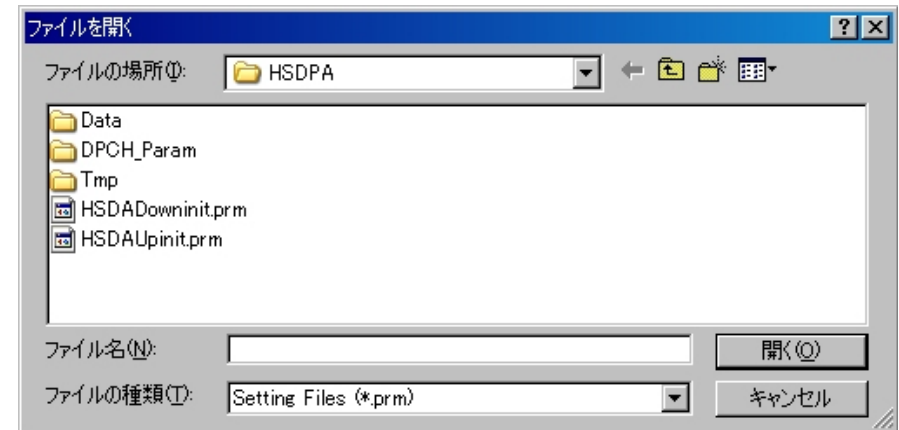 ファイルを開く
ファイルの場所(I): HSDPA
Data
DPCH_Param
Tmp
HSDADowninit.prm
HSDAUpinit.prm
ファイル名(N): 開く(O)
ファイルの種類(T): Setting Files (*.prm) キャンセル